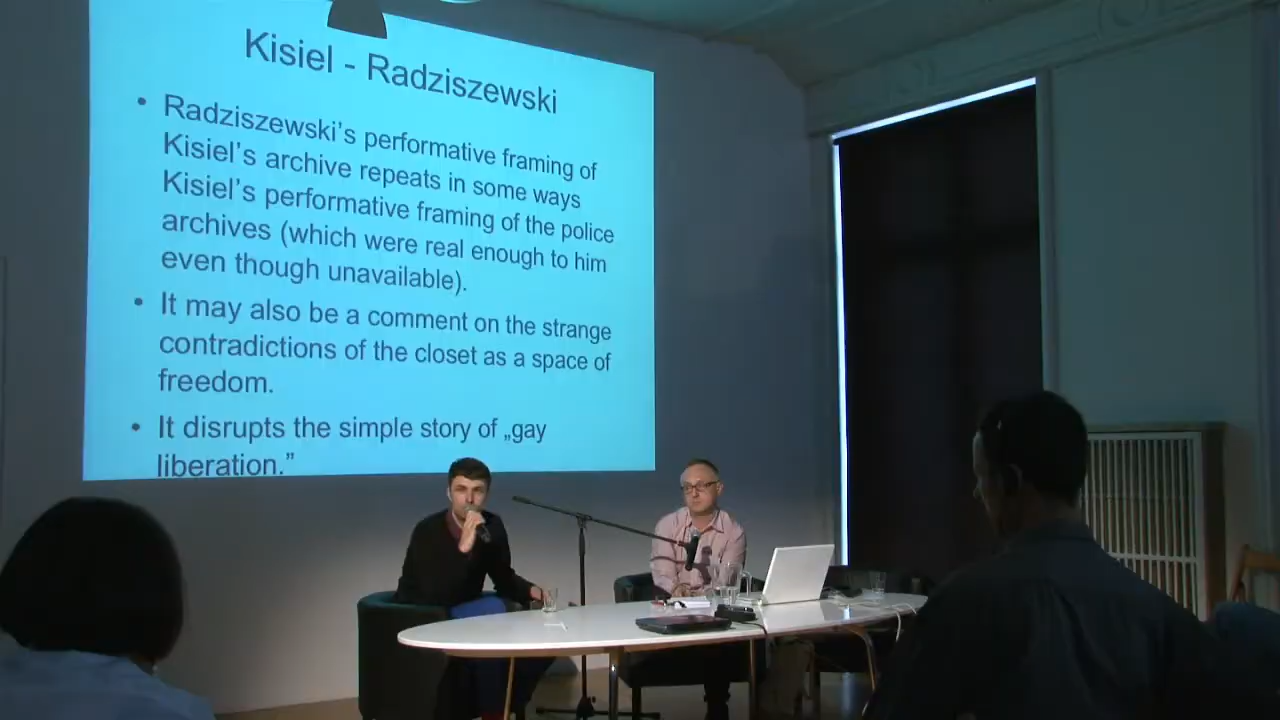 Kisiel - Radziszewski
• Radziszewski's performative framing of
Kisiel's archive repeats in some ways
Kisiel's performative framing of the police
archives (which were real enough to him
even though unavailable).
• It may also be a comment on the strange
contradictions of the closet as a space of
freedom.
• It disrupts the simple story of „gay
liberation.”